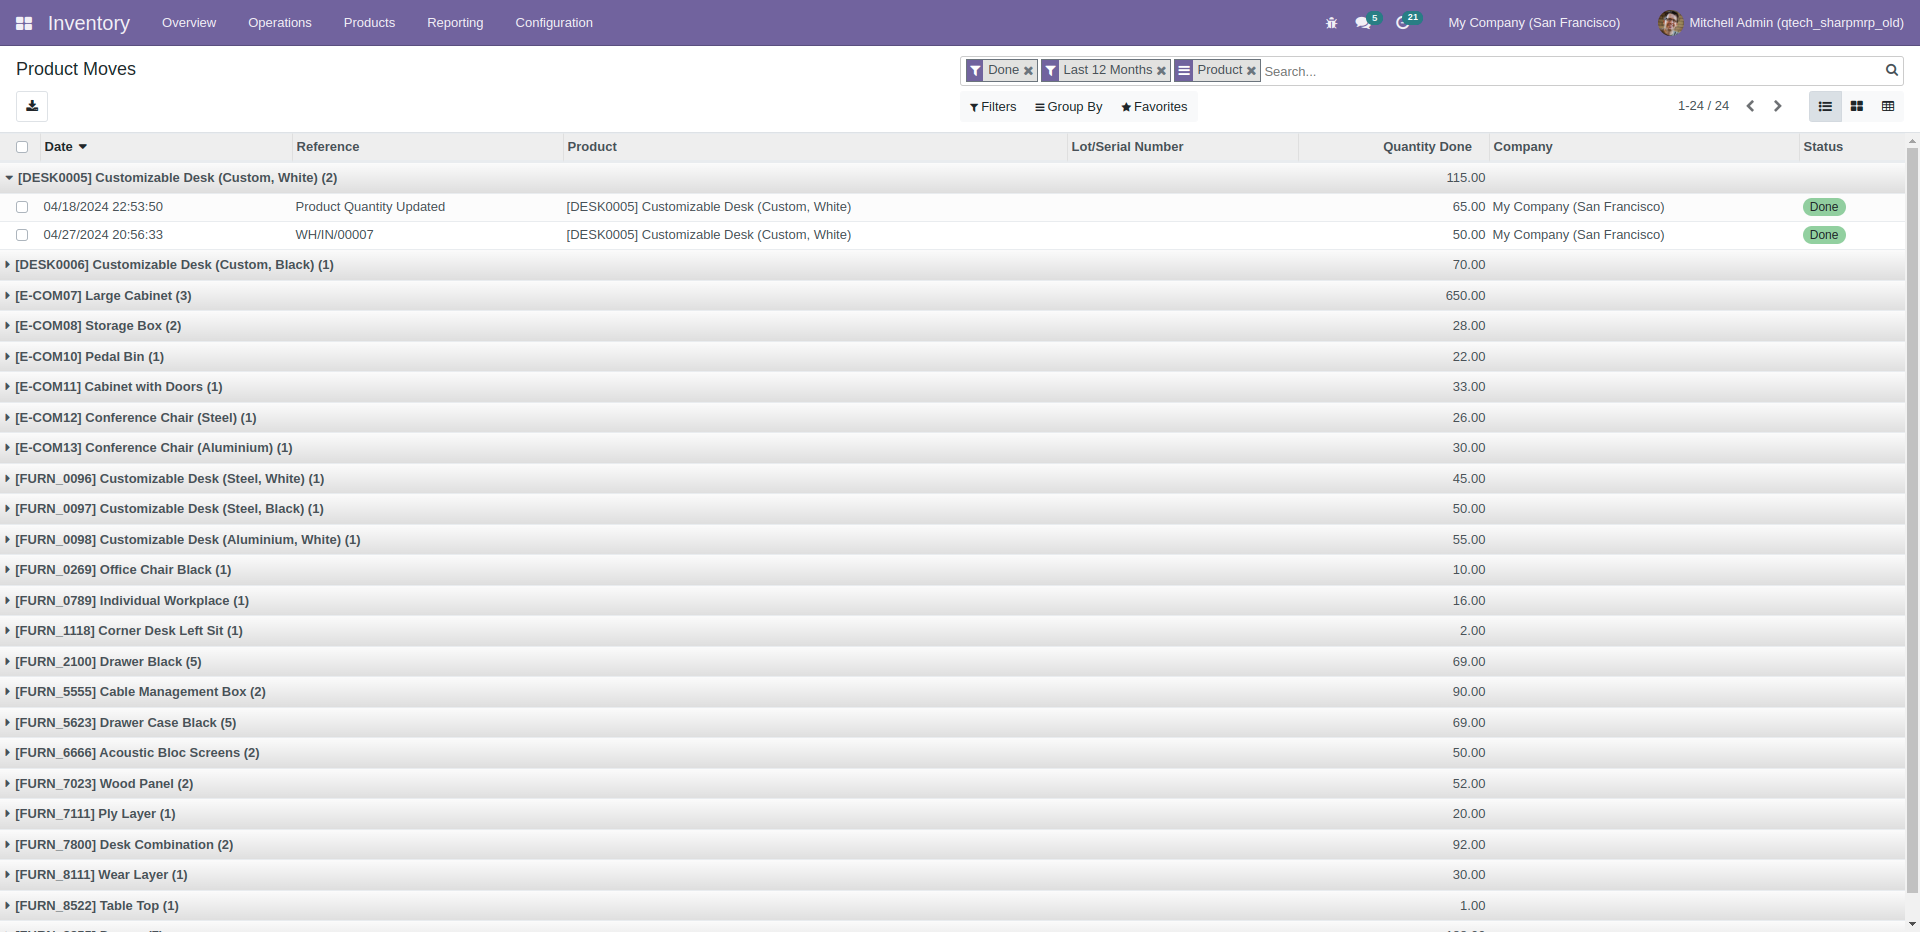 Inventory Overview Operations Products Reporting Configuration 5 21 My Company (San Francisco) Mitchell Admin (qtech_sharpmrp_old)
Product Moves
Done Last 12 Months Product Search...
Filters Group By Favorites 1-24 / 24
Date Reference Product Lot/Serial Number Quantity Done Company Status
[DESK0005] Customizable Desk (Custom, White) (2) 115.00
04/18/2024 22:53:50 Product Quantity Updated [DESK0005] Customizable Desk (Custom, White) 65.00 My Company (San Francisco) Done
04/27/2024 20:56:33 WH/IN/00007 [DESK0005] Customizable Desk (Custom, White) 50.00 My Company (San Francisco) Done
[DESK0006] Customizable Desk (Custom, Black) (1) 70.00
[E-COM07] Large Cabinet (3) 650.00
[E-COM08] Storage Box (2) 28.00
[E-COM10] Pedal Bin (1) 22.00
[E-COM11] Cabinet with Doors (1) 33.00
[E-COM12] Conference Chair (Steel) (1) 26.00
[E-COM13] Conference Chair (Aluminium) (1) 30.00
[FURN_0096] Customizable Desk (Steel, White) (1) 45.00
[FURN_0097] Customizable Desk (Steel, Black) (1) 50.00
[FURN_0098] Customizable Desk (Aluminium, White) (1) 55.00
[FURN_0269] Office Chair Black (1) 10.00
[FURN_0789] Individual Workplace (1) 16.00
[FURN_1118] Corner Desk Left Sit (1) 2.00
[FURN_2100] Drawer Black (5) 69.00
[FURN_5555] Cable Management Box (2) 90.00
[FURN_5623] Drawer Case Black (5) 69.00
[FURN_6666] Acoustic Bloc Screens (2) 50.00
[FURN_7023] Wood Panel (2) 52.00
[FURN_7111] Ply Layer (1) 20.00
[FURN_7800] Desk Combination (2) 92.00
[FURN_8111] Wear Layer (1) 30.00
[FURN_8522] Table Top (1) 1.00